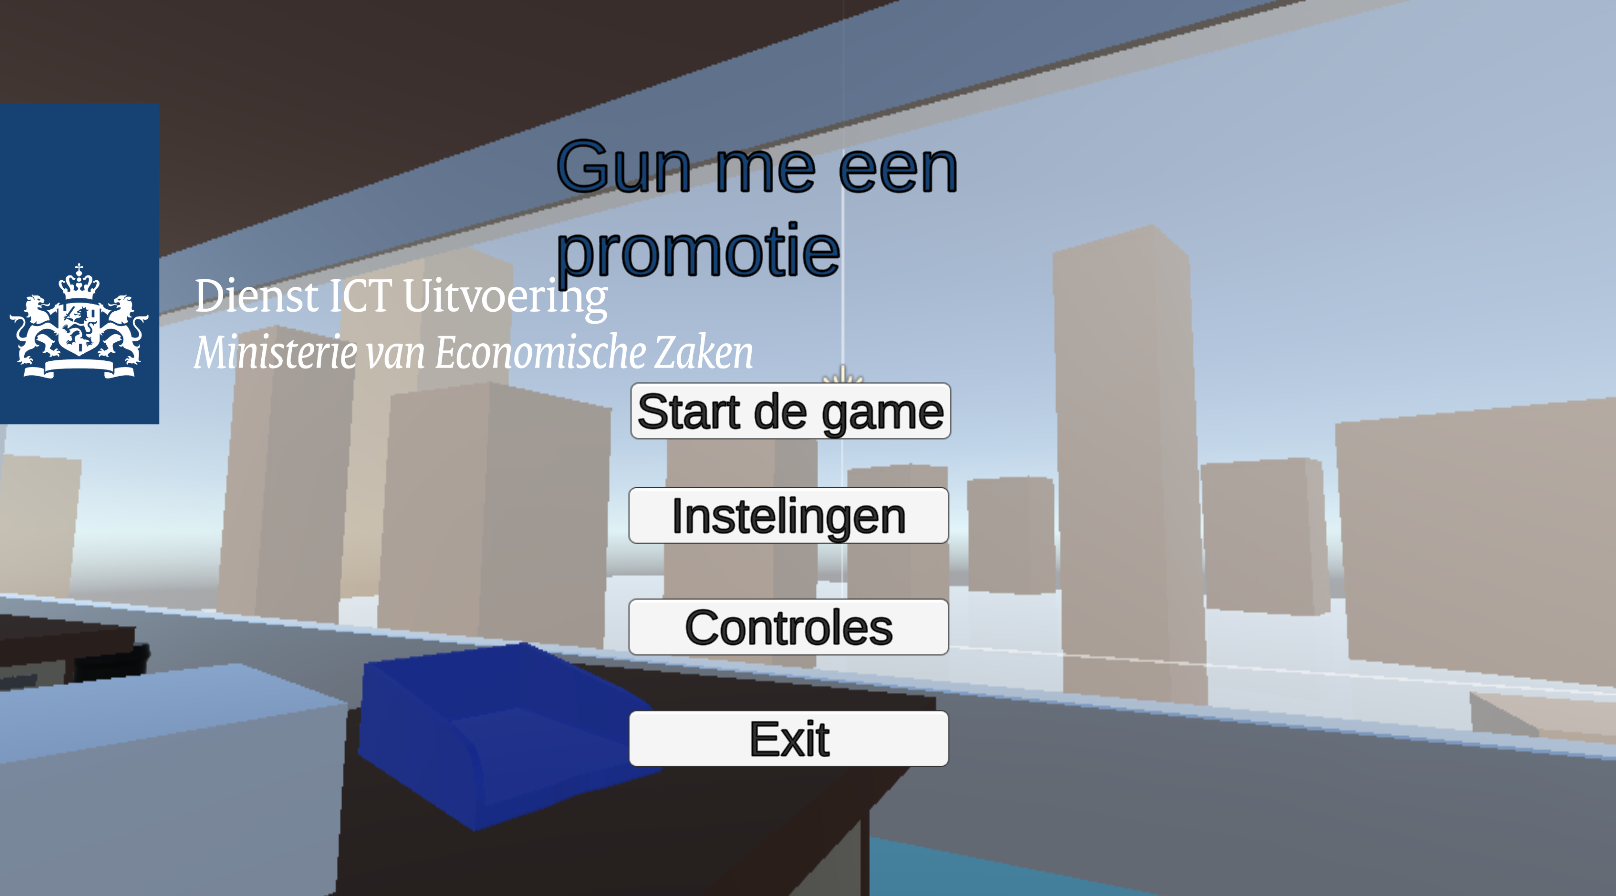 Gun me een
promotie
Dienst ICT Uitvoering
Ministerie van Economische Zaken
Start de game
Instelingen
Controles
Exit